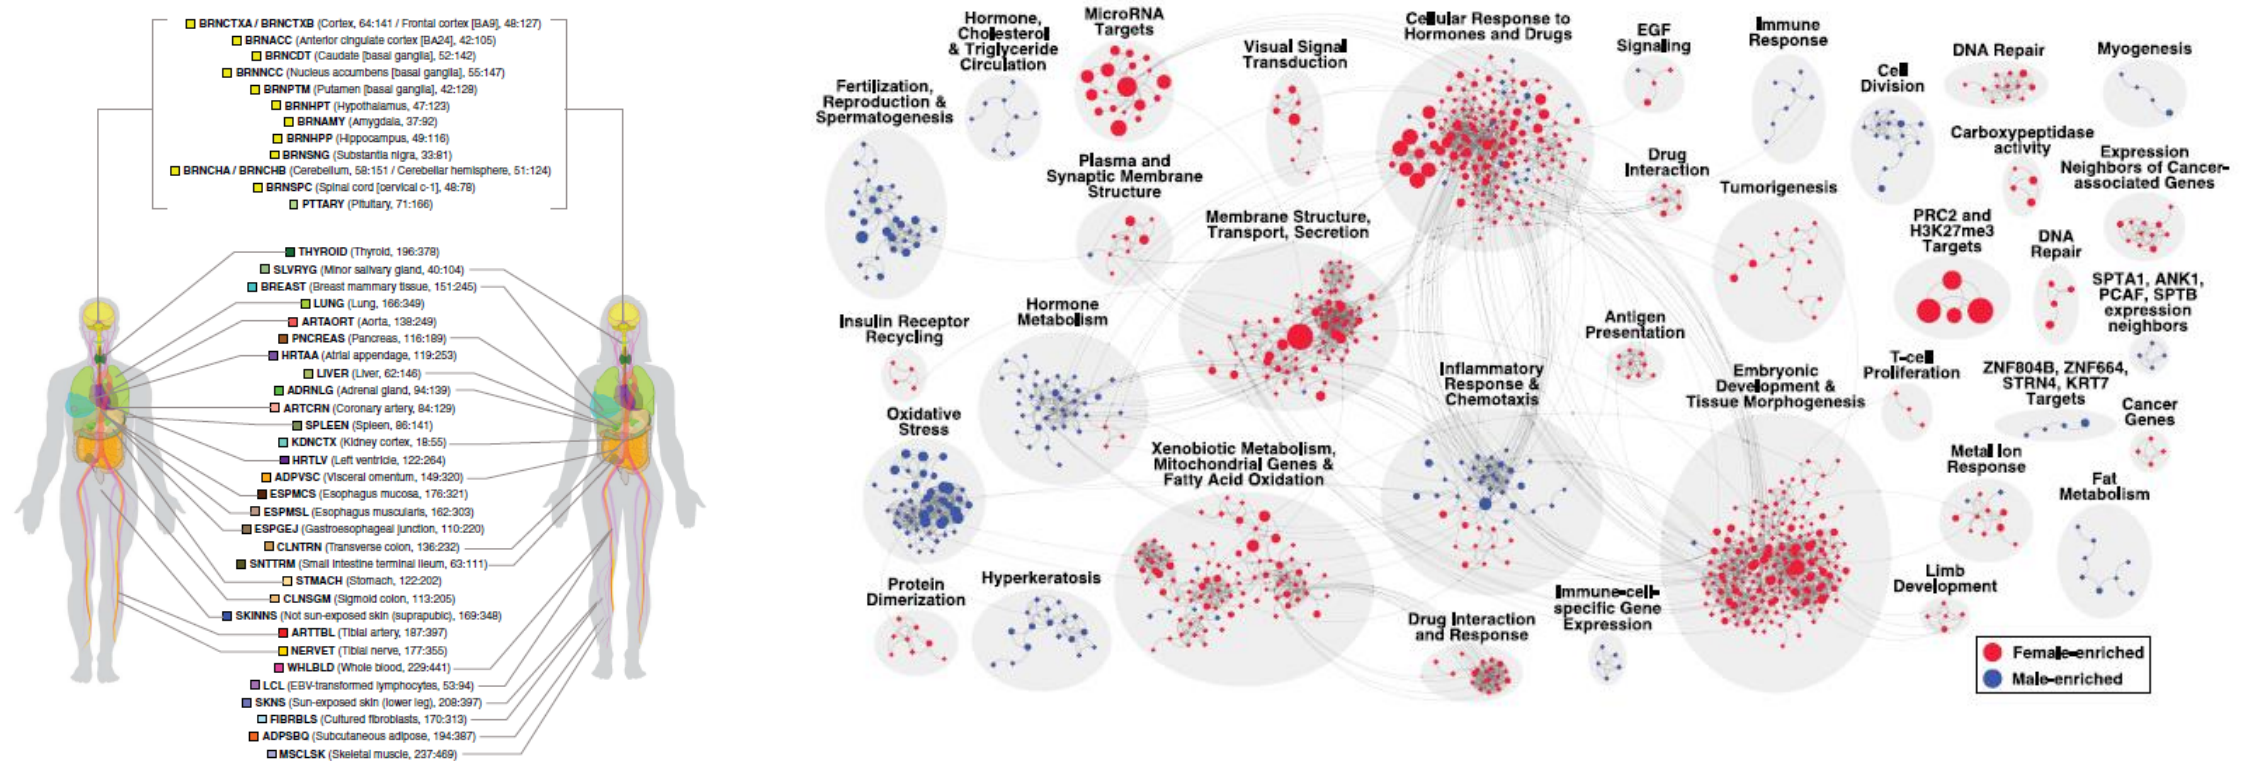 BRNCTXA / BRNCTXB (Cortex, 64:141 / Frontal cortex [BA9], 48:127)
BRNACC (Anterior cingulate cortex [BA24], 42:105)
BRNCDT (Caudate [basal ganglia], 52:142)
BRNNCC (Nucleus accumbens [basal ganglia], 55:147)
BRNPTM (Putamen [basal ganglia], 42:128)
BRNHPT (Hypothalamus, 47:123)
BRNAMY (Amygdala, 37:92)
BRNHPP (Hippocampus, 49:116)
BRNSNG (Substantia nigra, 33:81)
BRNCHA / BRNCHB (Cerebellum, 58:151 / Cerebellar hemisphere, 51:124)
BRNSPC (Spinal cord [cervical c-1], 48:78)
PTTARY (Pituitary, 71:166)
THYROID (Thyroid, 196:378)
SLVRYG (Minor salivary gland, 40:104)
BREAST (Breast mammary tissue, 151:245)
LUNG (Lung, 166:349)
ARTAORT (Aorta, 138:249)
PNCREAS (Pancreas, 116:189)
HRTAA (Atrial appendage, 119:253)
LIVER (Liver, 62:146)
ADRNLG (Adrenal gland, 94:139)
ARTCRN (Coronary artery, 84:129)
SPLEEN (Spleen, 86:141)
KDNCTX (Kidney cortex, 18:55)
HRTLV (Left ventricle, 122:264)
ADPVSC (Visceral omentum, 149:320)
ESPMCS (Esophagus mucosa, 176:321)
ESPMSL (Esophagus muscularis, 162:303)
ESPGEJ (Gastroesophageal junction, 110:220)
CLNTRN (Transverse colon, 136:232)
SNTTRM (Small intestine terminal ileum, 63:111)
STMACH (Stomach, 122:202)
CLNSGM (Sigmoid colon, 113:205)
SKINNS (Not sun-exposed skin (suprapubic), 169:348)
ARTTBL (Tibial artery, 187:397)
NERVET (Tibial nerve, 177:355)
WHLBLD (Whole blood, 229:441)
LCL (EBV-transformed lymphocytes, 53:94)
SKNS (Sun-exposed skin (lower leg), 208:397)
FIBRBLS (Cultured fibroblasts, 170:313)
ADPSBQ (Subcutaneous adipose, 194:387)
MSCLSK (Skeletal muscle, 237:469)
Hormone,
Cholesterol
& Triglyceride
Circulation
MicroRNA
Targets
Visual Signal
Transduction
Cellular Response to
Hormones and Drugs
EGF
Signaling
Immune
Response
DNA Repair
Myogenesis
Fertilization,
Reproduction &
Spermatogenesis
Cell
Division
Plasma and
Synaptic Membrane
Structure
Drug
Interaction
Carboxypeptidase
activity
Expression
Neighbors of Cancer-
associated Genes
Tumorigenesis
Membrane Structure,
Transport, Secretion
PRC2 and
H3K27me3
Targets
DNA
Repair
SPTA1, ANK1,
PCAF, SPTB
expression
neighbors
Insulin Receptor
Recycling
Hormone
Metabolism
Antigen
Presentation
Inflammatory
Response &
Chemotaxis
Embryonic
Development &
Tissue Morphogenesis
T-cell
Proliferation
ZNF804B, ZNF664,
STRN4, KRT7
Targets
Cancer
Genes
Oxidative
Stress
Xenobiotic Metabolism,
Mitochondrial Genes &
Fatty Acid Oxidation
Metal Ion
Response
Fat
Metabolism
Protein
Dimerization
Hyperkeratosis
Drug Interaction
and Response
Immune-cell-
specific Gene
Expression
Limb
Development
Female-enriched
Male-enriched